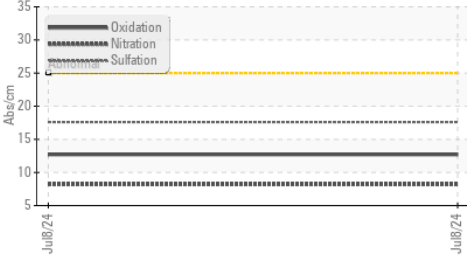 35
30
25
20
15
10
5
Abs/cm
Oxidation
Nitration
Sulfation
Abnormal
Jul8/24
Jul8/24